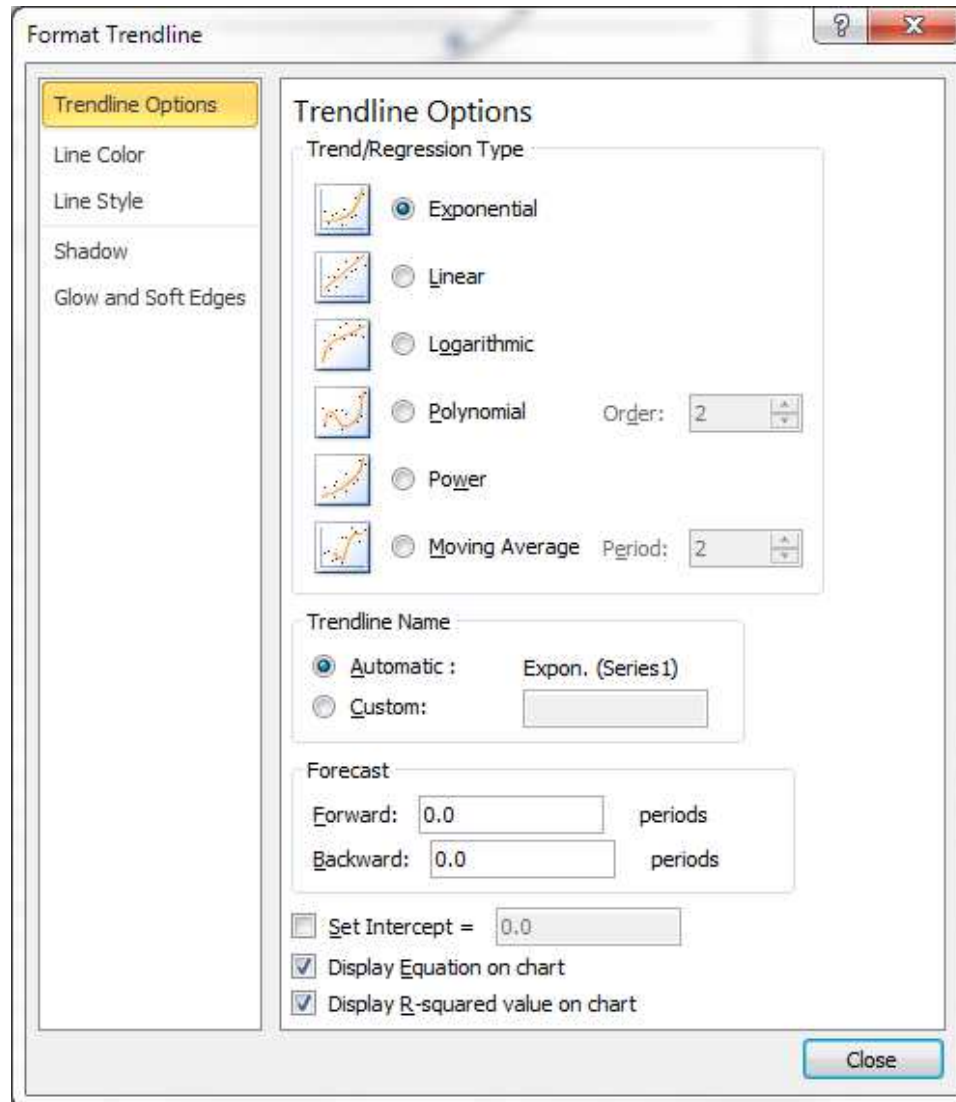 Format Trendline
?
Trendline Options
Line Color
Line Style
Shadow
Glow and Soft Edges
Trendline Options
Trend/Regression Type
Exponential
Linear
Logarithmic
Polynomial Order: 2
Power
Moving Average Period: 2
Trendline Name
Automatic : Expon. (Series1)
Custom:
Forecast
Forward: 0.0 periods
Backward: 0.0 periods
Set Intercept = 0.0
Display Equation on chart
Display R-squared value on chart
Close